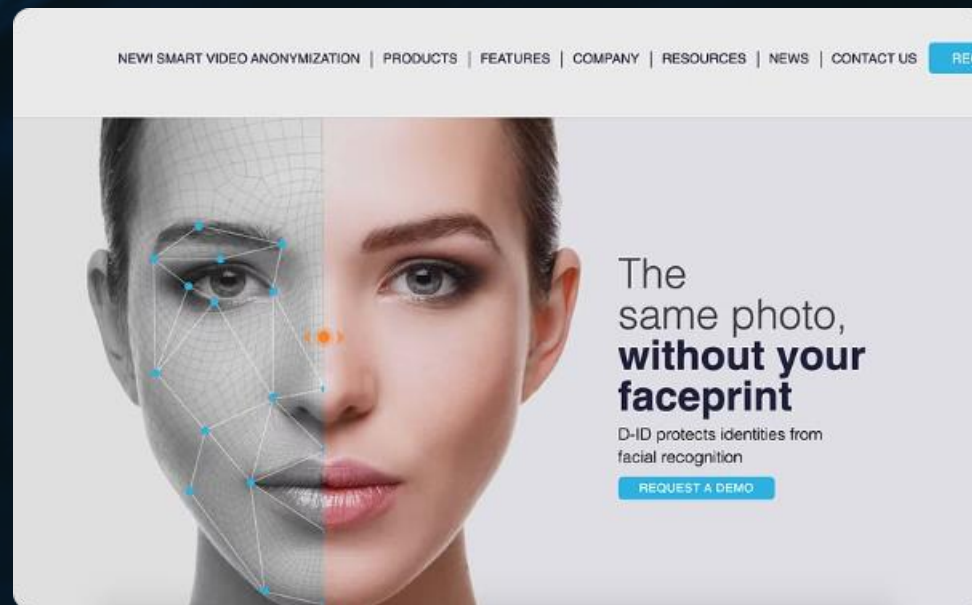 NEW! SMART VIDEO ANONYMIZATION | PRODUCTS | FEATURES | COMPANY | RESOURCES | NEWS | CONTACT US
The
same photo,
without your
faceprint
D-ID protects identities from
facial recognition
REQUEST A DEMO